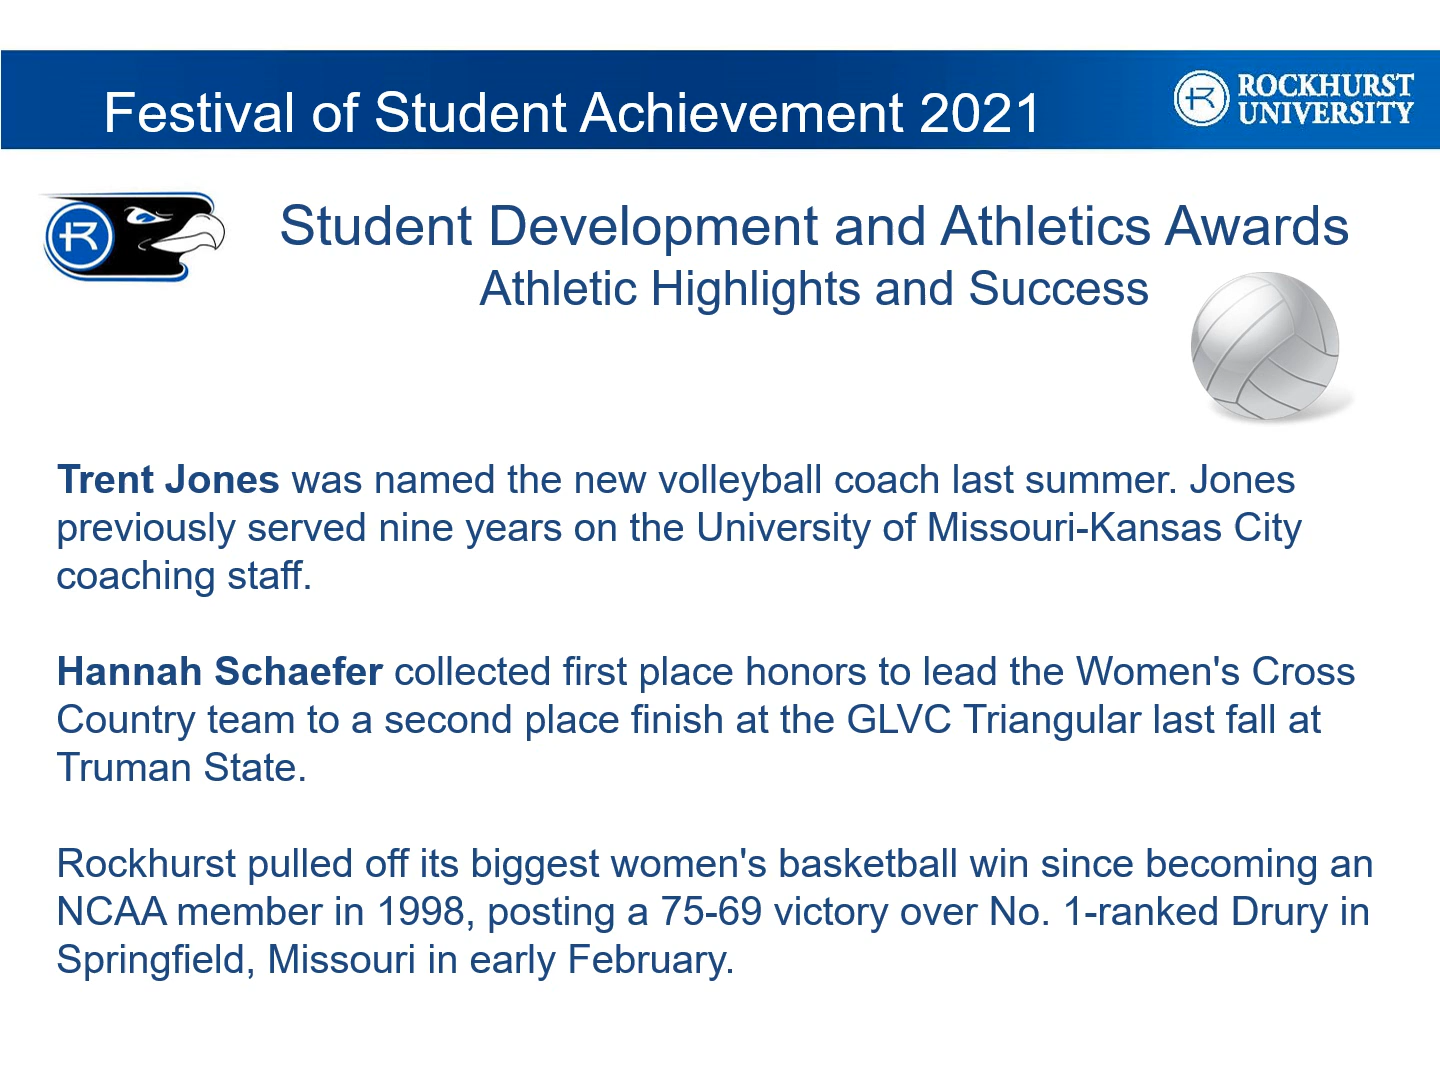 Festival of Student Achievement 2021
R
ROCKHURST
UNIVERSITY
R
Student Development and Athletics Awards
Athletic Highlights and Success
Trent Jones was named the new volleyball coach last summer. Jones
previously served nine years on the University of Missouri-Kansas City
coaching staff.
Hannah Schaefer collected first place honors to lead the Women's Cross
Country team to a second place finish at the GLVC Triangular last fall at
Truman State.
Rockhurst pulled off its biggest women's basketball win since becoming an
NCAA member in 1998, posting a 75-69 victory over No. 1-ranked Drury in
Springfield, Missouri in early February.